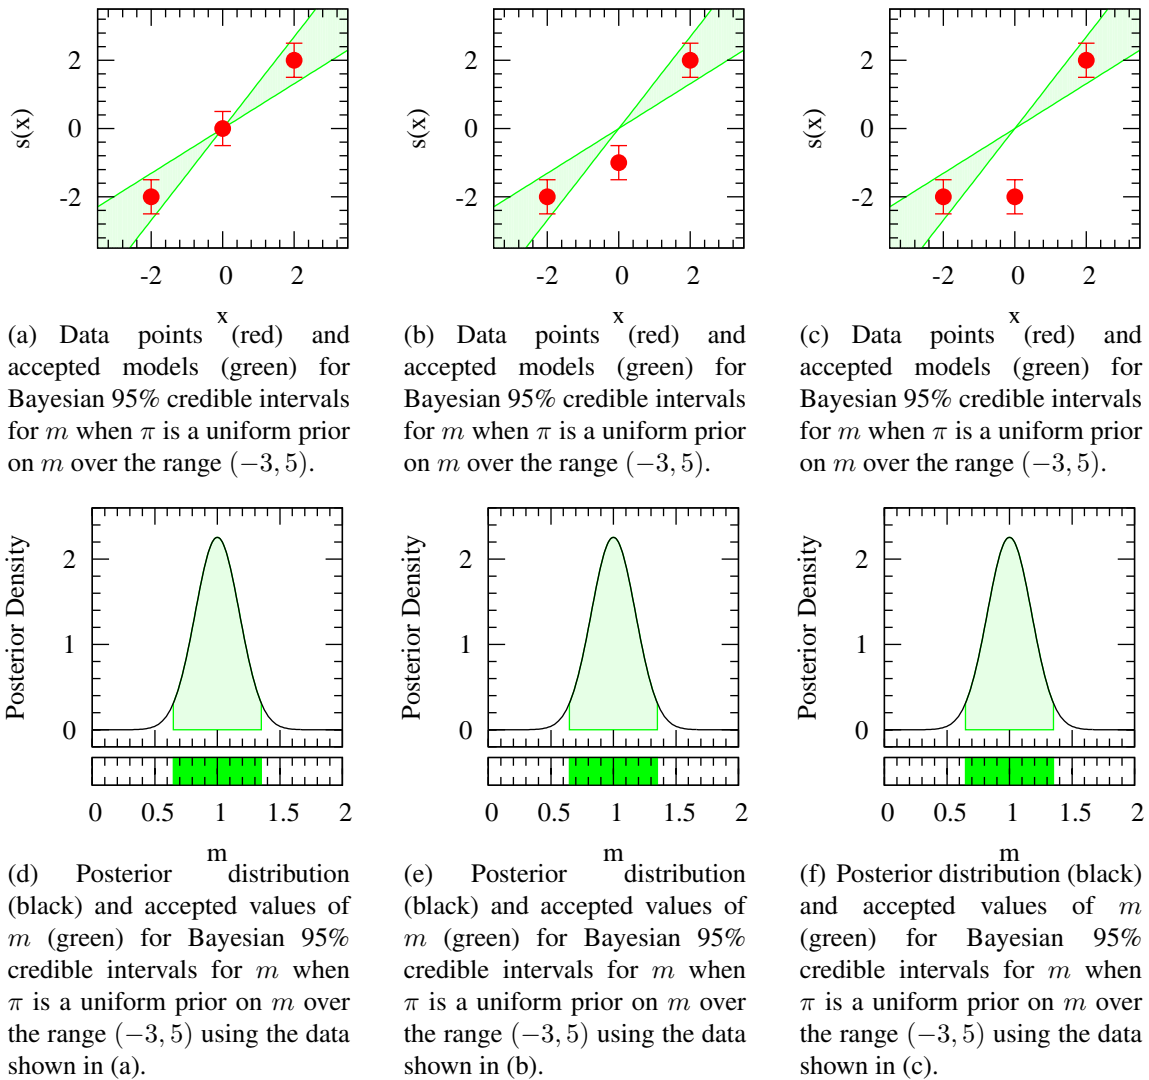 2
0
-2
s(x)
-2 0 2
x
2
0
-2
s(x)
-2 0 2
x
2
0
-2
s(x)
-2 0 2
x
(a) Data points (red) and
accepted models (green) for
Bayesian 95% credible intervals
for m when π is a uniform prior
on m over the range (−3, 5).
(b) Data points (red) and
accepted models (green) for
Bayesian 95% credible intervals
for m when π is a uniform prior
on m over the range (−3, 5).
(c) Data points (red) and
accepted models (green) for
Bayesian 95% credible intervals
for m when π is a uniform prior
on m over the range (−3, 5).
2
1
0
Posterior Density
0 0.5 1 1.5 2
m
2
1
0
Posterior Density
0 0.5 1 1.5 2
m
2
1
0
Posterior Density
0 0.5 1 1.5 2
m
(d) Posterior distribution
(black) and accepted values of
m (green) for Bayesian 95%
credible intervals for m when
π is a uniform prior on m over
the range (−3, 5) using the data
shown in (a).
(e) Posterior distribution
(black) and accepted values of
m (green) for Bayesian 95%
credible intervals for m when
π is a uniform prior on m over
the range (−3, 5) using the data
shown in (b).
(f) Posterior distribution (black)
and accepted values of m
(green) for Bayesian 95%
credible intervals for m when
π is a uniform prior on m over
the range (−3, 5) using the data
shown in (c).